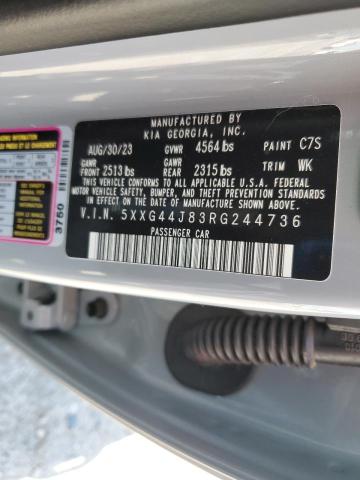 MANUFACTURED BY
KIA GEORGIA, INC.
AUG/30/23 GVWR 4564 lbs PAINT C7S
GAWR GAWR
FRONT 2513 lbs REAR 2315 lbs TRIM WK
THIS VEHICLE CONFORMS TO ALL APPLICABLE U.S.A. FEDERAL
MOTOR VEHICLE SAFETY, BUMPER, AND THEFT PREVENTION STANDARDS
IN EFFECT ON THE DATE OF MANUFACTURE SHOWN ABOVE.
V.I.N. 5XXG44J83RG244736
PASSENGER CAR
3750